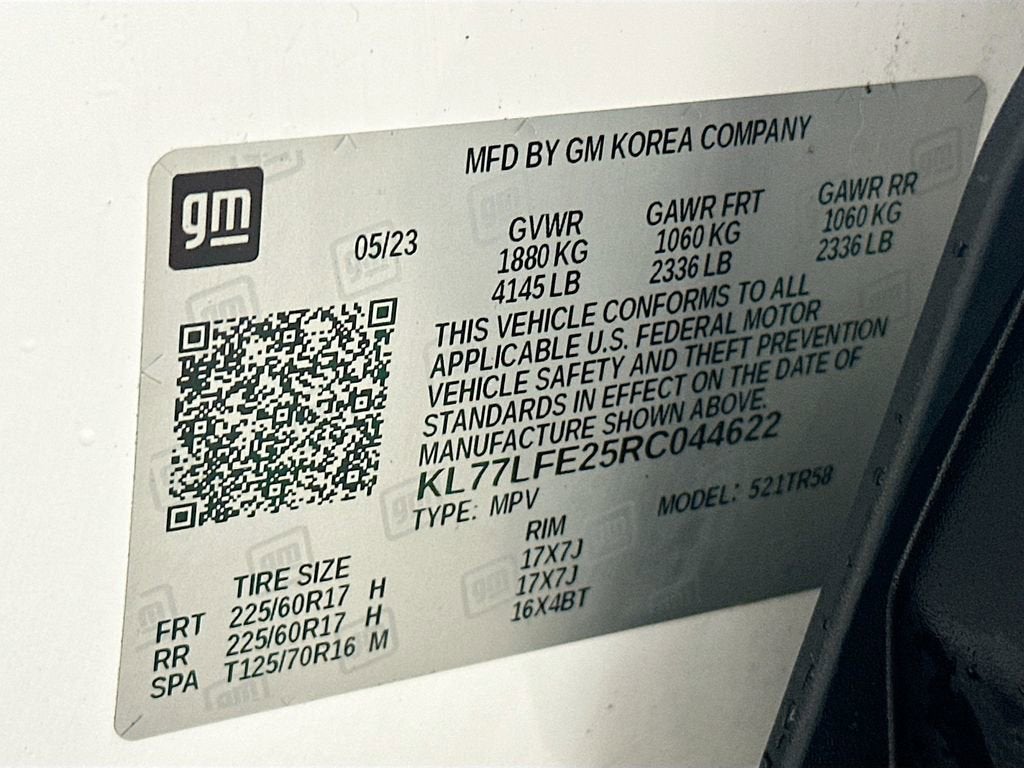 gm
MFD BY GM KOREA COMPANY
05/23
GVWR GAWR FRT GAWR RR
1880 KG 1060 KG 1060 KG
4145 LB 2336 LB 2336 LB
THIS VEHICLE CONFORMS TO ALL
APPLICABLE U.S. FEDERAL MOTOR
VEHICLE SAFETY AND THEFT PREVENTION
STANDARDS IN EFFECT ON THE DATE OF
MANUFACTURE SHOWN ABOVE.
KL77LFE25RC044622
TYPE: MPV MODEL: 521TR58
TIRE SIZE RIM
FRT 225/60R17 H 17X7J
RR 225/60R17 H 17X7J
SPA T125/70R16 M 16X4BT